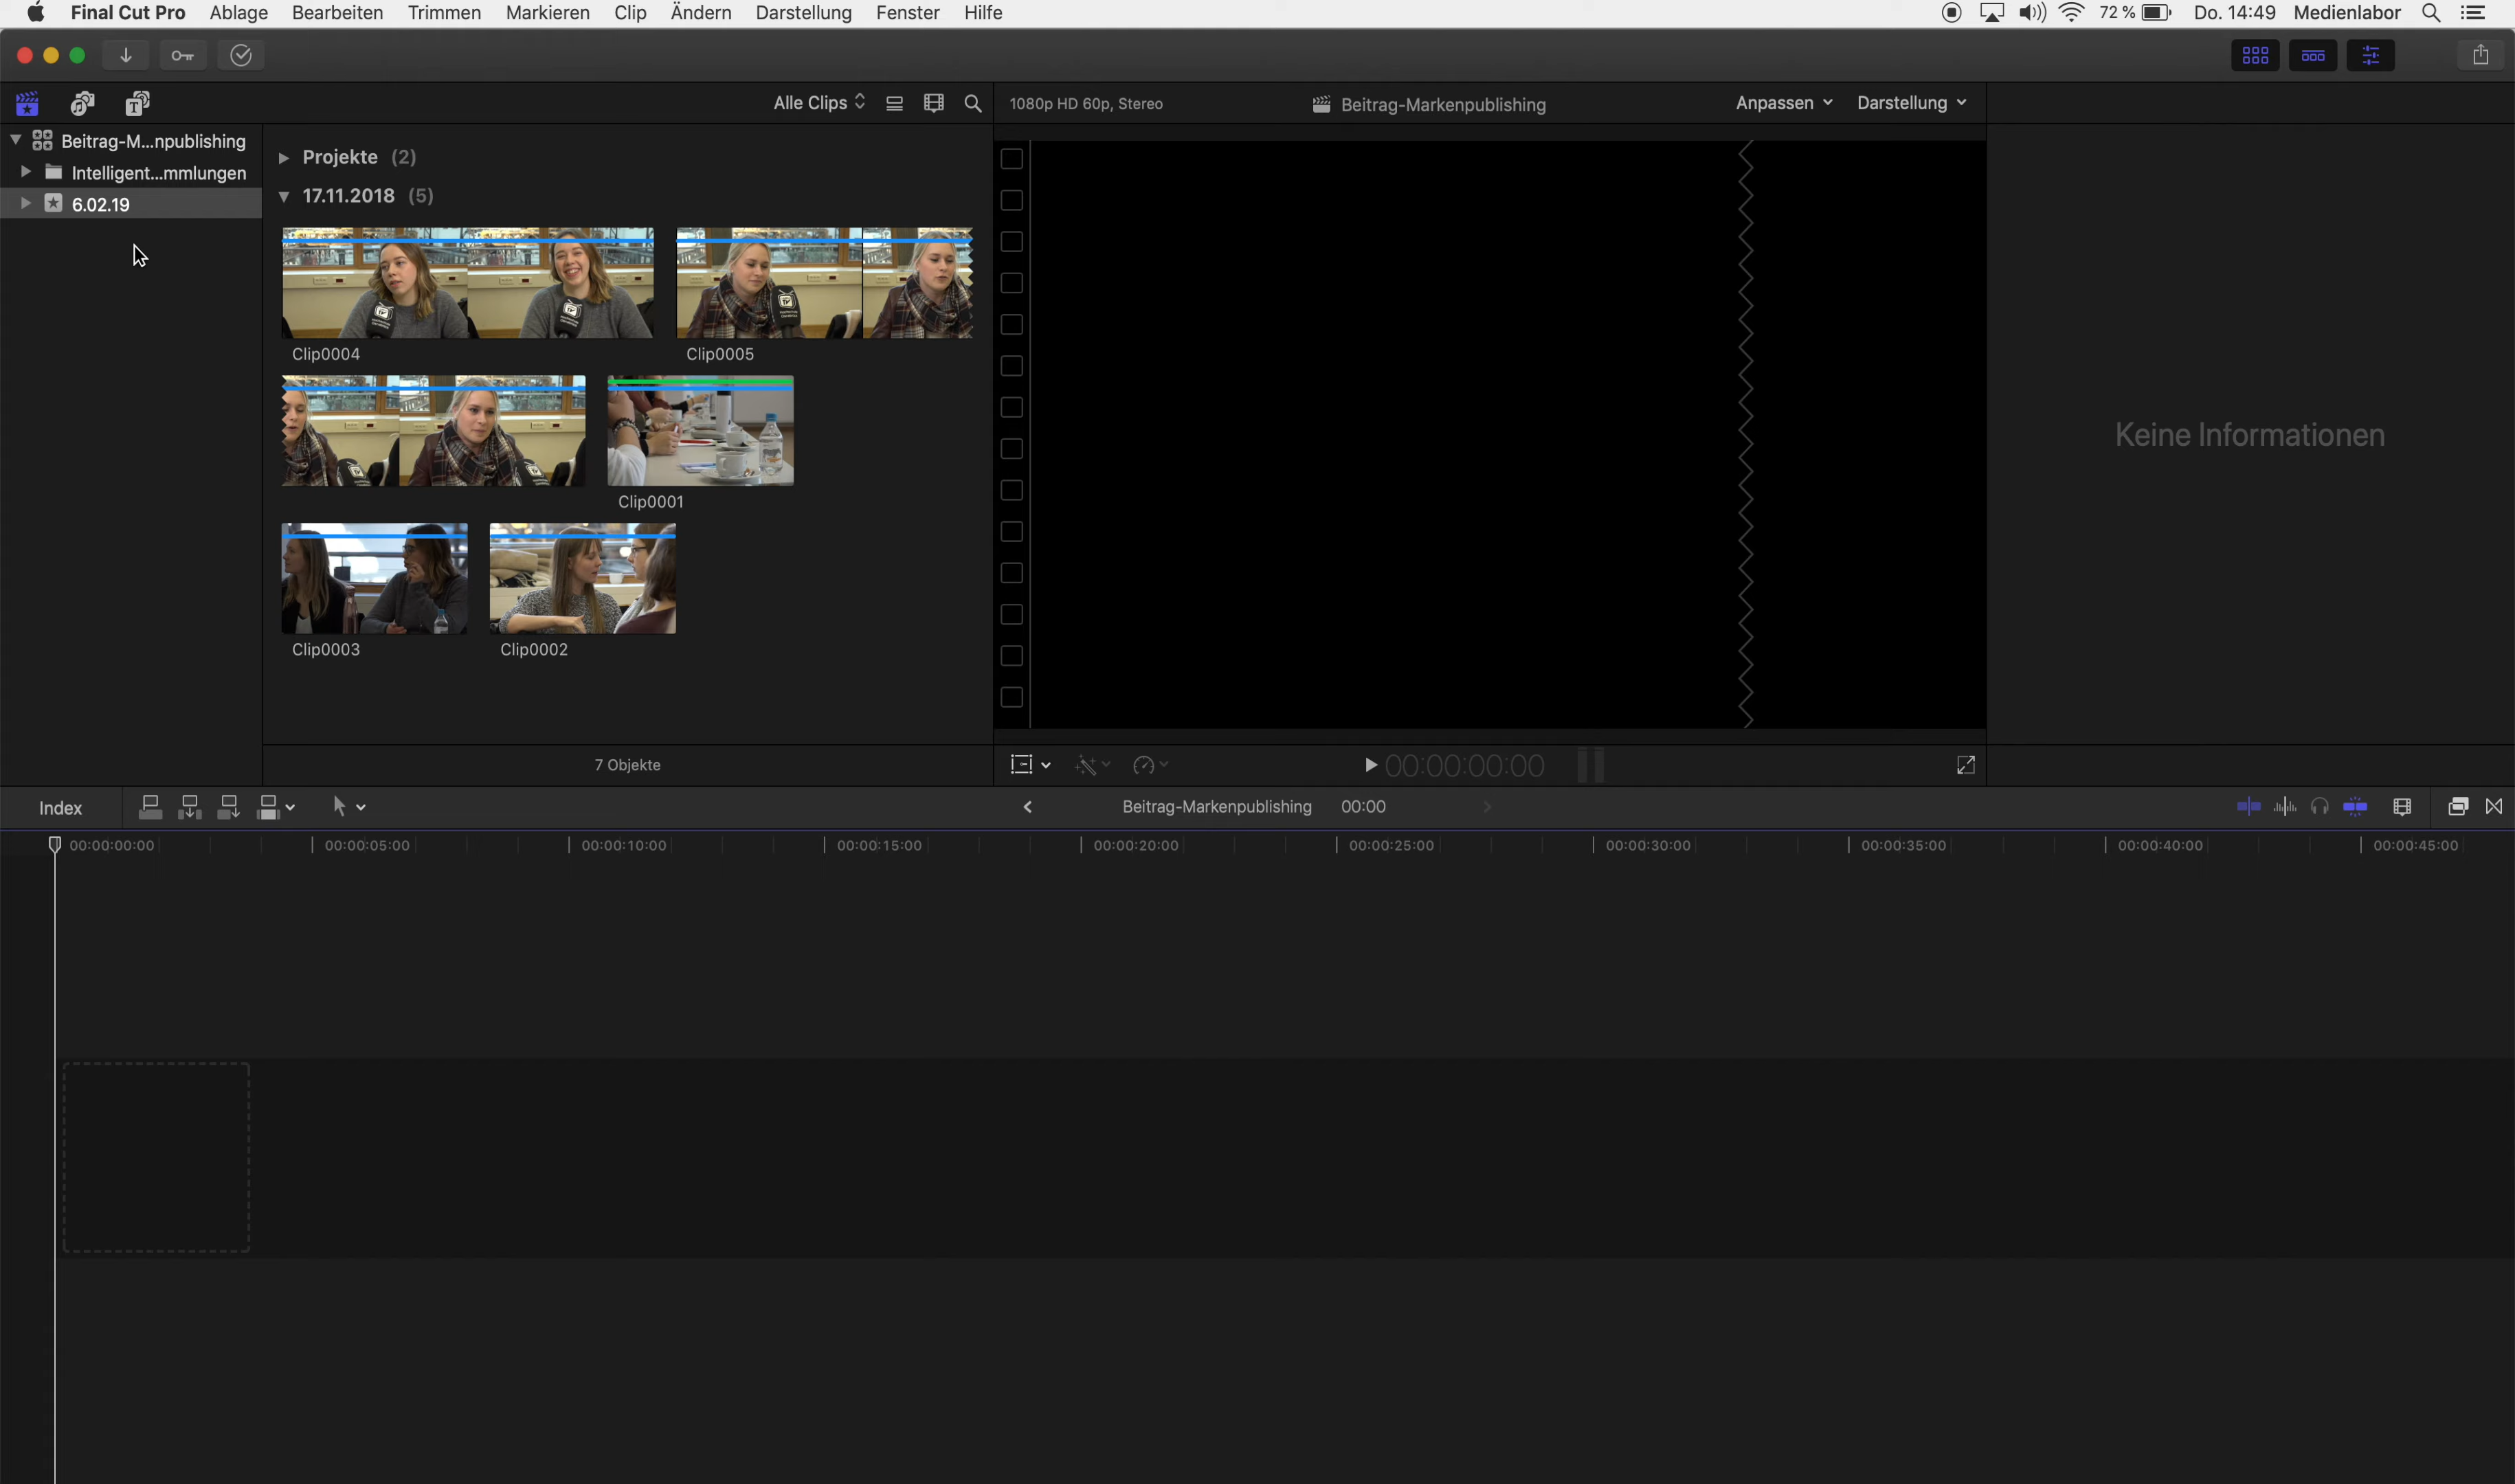 Final Cut Pro Ablage Bearbeiten Trimmen Markieren Clip Ändern Darstellung Fenster Hilfe 72 % Do. 14:49 Medienlabor
Alle Clips
1080p HD 60p, Stereo Beitrag-Markenpublishing Anpassen Darstellung
Beitrag-M...npublishing
Intelligent...mmlungen
6.02.19
Projekte (2)
17.11.2018 (5)
Clip0004 Clip0005
Clip0001
Clip0003 Clip0002
7 Objekte
00:00:00:00
Keine Informationen
Index Beitrag-Markenpublishing 00:00
00:00:00:00 00:00:05:00 00:00:10:00 00:00:15:00 00:00:20:00 00:00:25:00 00:00:30:00 00:00:35:00 00:00:40:00 00:00:45:00